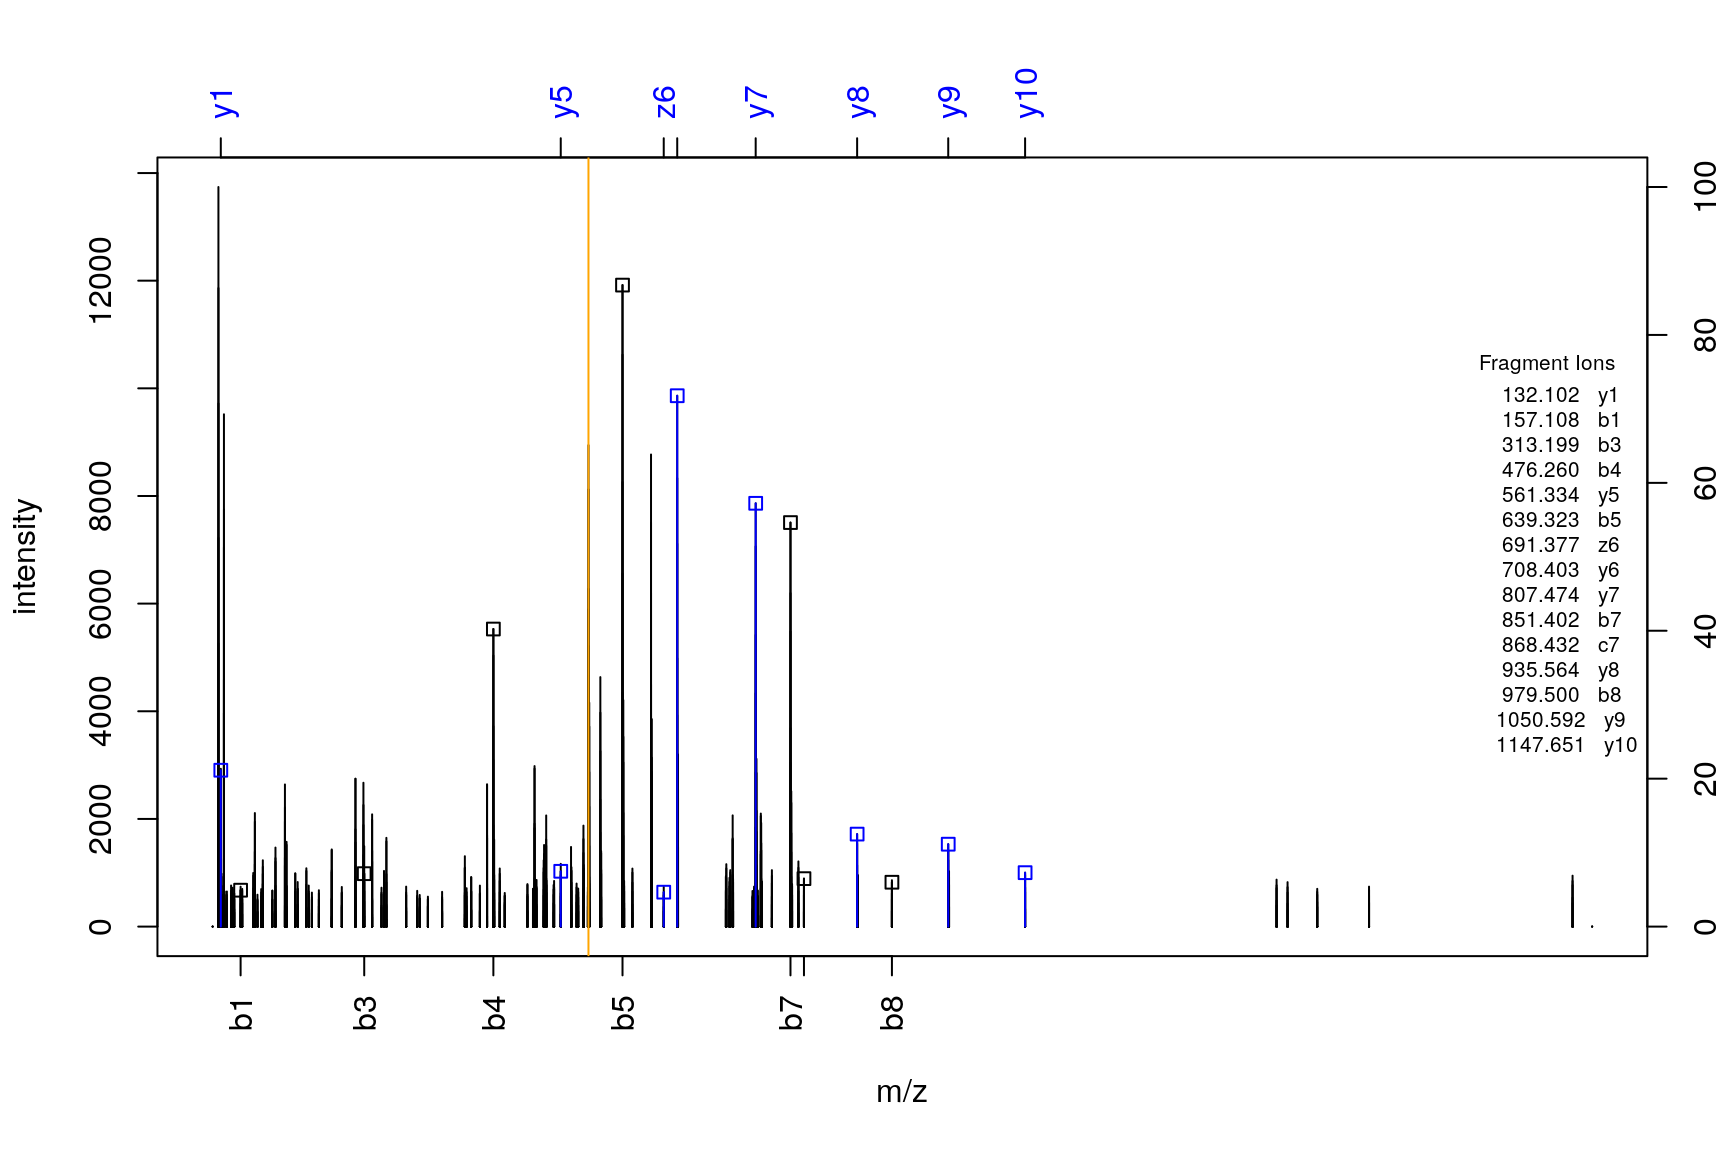 y1 y5 z6 y7 y8 y9 y10
intensity
0 2000 4000 6000 8000 12000
0 20 40 60 80 100
Fragment Ions
132.102 y1
157.108 b1
313.199 b3
476.260 b4
561.334 y5
639.323 b5
691.377 z6
708.403 y6
807.474 y7
851.402 b7
868.432 c7
935.564 y8
979.500 b8
1050.592 y9
1147.651 y10
b1 b3 b4 b5 b7 b8
m/z